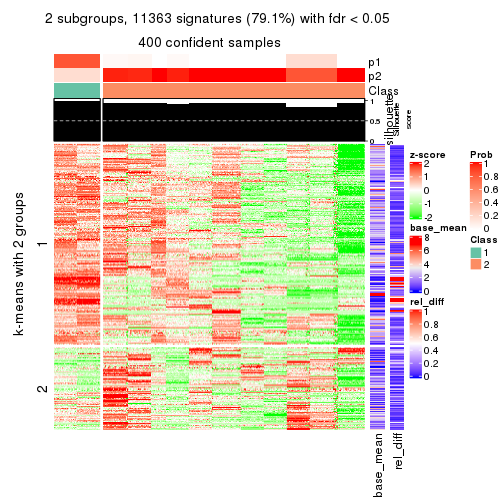 2 subgroups, 11363 signatures (79.1%) with fdr < 0.05
400 confident samples
p1
p2
Class
1
0.5
0
silhouette
Silhouette
score
k-means with 2 groups
1
2
base_mean
rel_diff
z-score
2
1
0
-1
-2
base_mean
8
6
4
2
0
rel_diff
1
0.8
0.6
0.4
0.2
0
Prob
1
0.8
0.6
0.4
0.2
0
Class
1
2